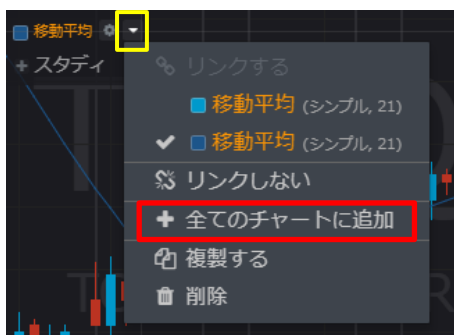 移動平均
+ スタディ
リンクする
移動平均 (シンプル, 21)
移動平均 (シンプル, 21)
リンクしない
+ 全てのチャートに追加
複製する
削除